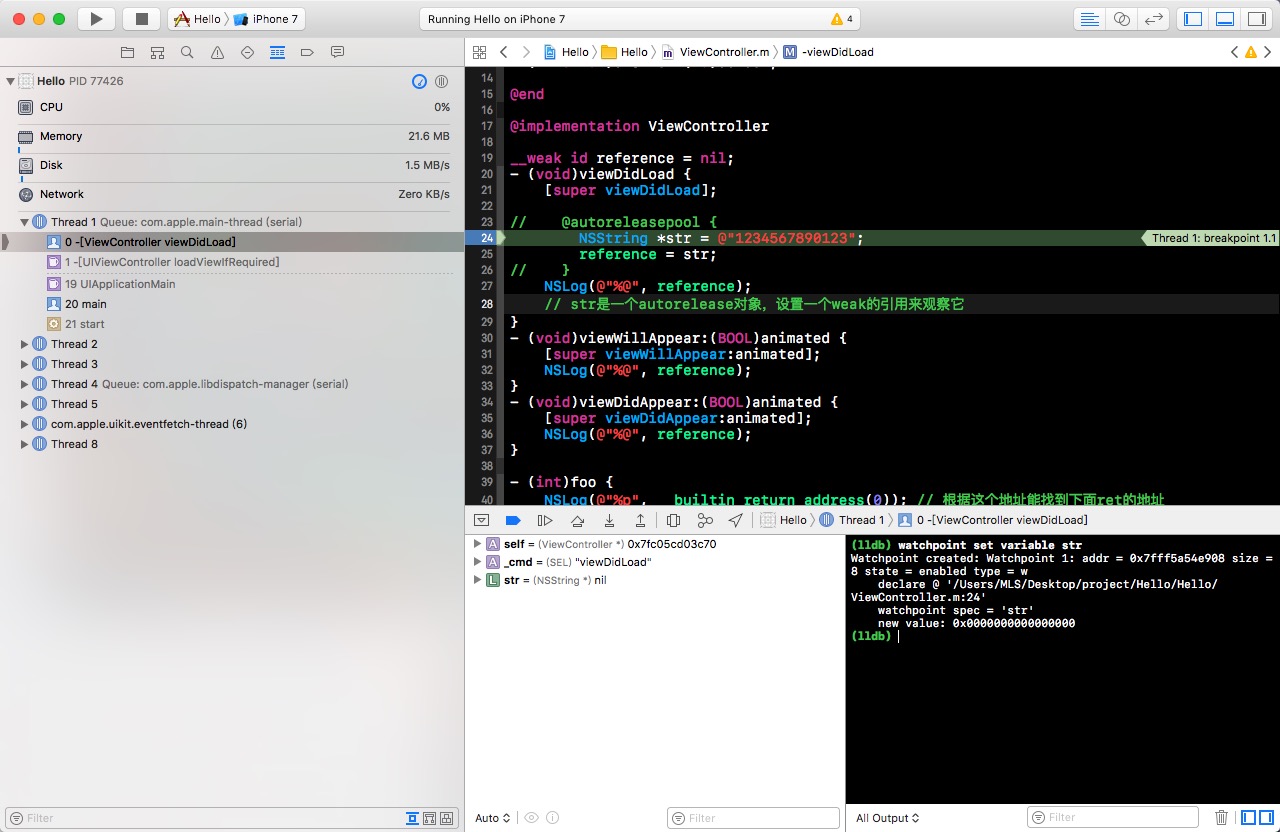 Hello iPhone 7
Running Hello on iPhone 7
4
Hello PID 77426
CPU 0%
Memory 21.6 MB
Disk 1.5 MB/s
Network Zero KB/s
Thread 1 Queue: com.apple.main-thread (serial)
0 -[ViewController viewDidLoad]
1 -[UIViewController loadViewIfRequired]
19 UIApplicationMain
20 main
21 start
Thread 2
Thread 3
Thread 4 Queue: com.apple.libdispatch-manager (serial)
Thread 5
com.apple.uikit.eventfetch-thread (6)
Thread 8
Filter
Hello Hello ViewController.m -viewDidLoad
14
15 @end
16
17 @implementation ViewController
18
19 __weak id reference = nil;
20 - (void)viewDidLoad {
21 [super viewDidLoad];
22
23 // @autoreleasepool {
24 NSString *str = @"1234567890123"; Thread 1: breakpoint 1.1
25 reference = str;
26 // }
27 NSLog(@"%@", reference);
28 // str是一个autorelease对象，设置一个weak的引用来观察它
29 }
30 - (void)viewWillAppear:(BOOL)animated {
31 [super viewWillAppear:animated];
32 NSLog(@"%@", reference);
33 }
34 - (void)viewDidAppear:(BOOL)animated {
35 [super viewDidAppear:animated];
36 NSLog(@"%@", reference);
37 }
38
39 - (int)foo {
40 NSLog(@"%p", __builtin_return_address(0)); // 根据这个地址能找到下面ret的地址
Hello Thread 1 0 -[ViewController viewDidLoad]
A self = (ViewController *) 0x7fc05cd03c70
A _cmd = (SEL) "viewDidLoad"
L str = (NSString *) nil
Auto
Filter
(lldb) watchpoint set variable str
Watchpoint created: Watchpoint 1: addr = 0x7fff5a54e908 size =
8 state = enabled type = w
declare @ '/Users/MLS/Desktop/project/Hello/Hello/
ViewController.m:24'
watchpoint spec = 'str'
new value: 0x0000000000000000
(lldb)
All Output
Filter